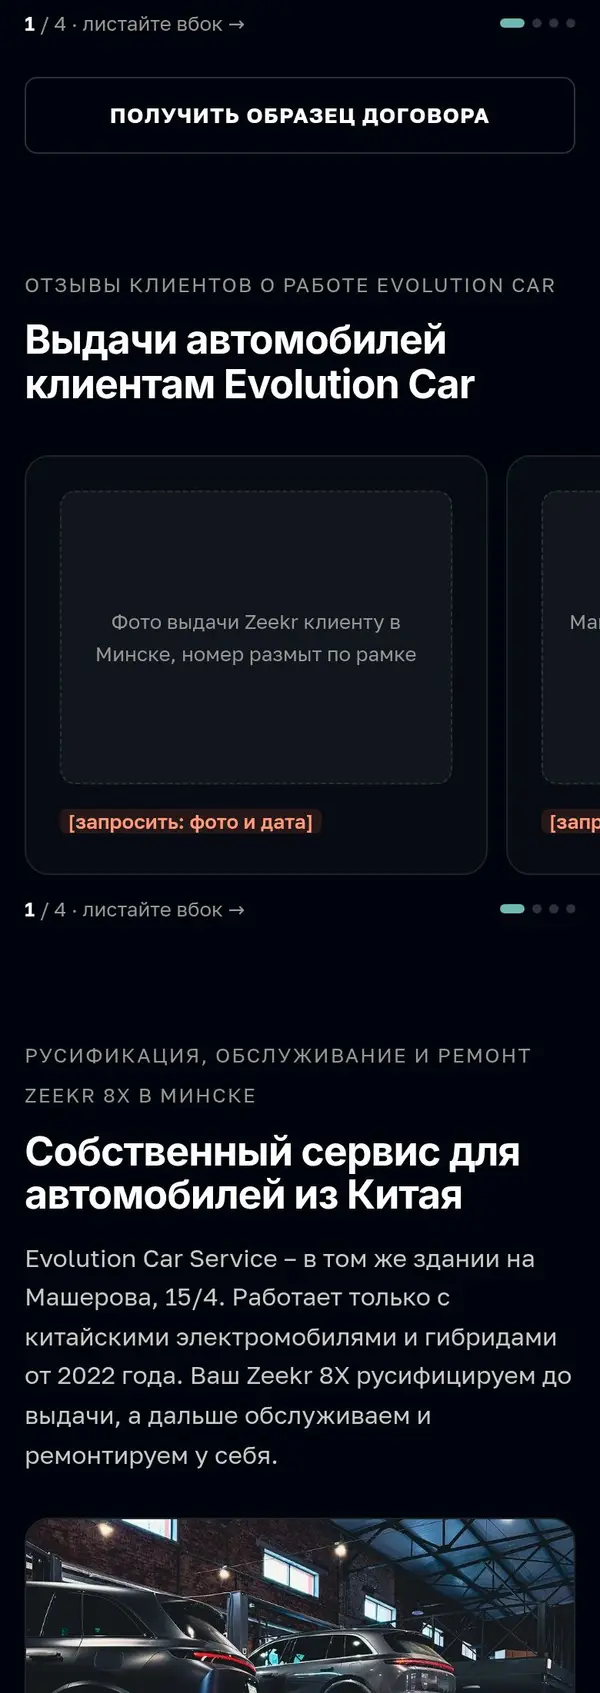 1 / 4 · листайте вбок →
ПОЛУЧИТЬ ОБРАЗЕЦ ДОГОВОРА
ОТЗЫВЫ КЛИЕНТОВ О РАБОТЕ EVOLUTION CAR
Выдачи автомобилей
клиентам Evolution Car
Фото выдачи Zeekr клиенту в
Минске, номер размыт по рамке
[запросить: фото и дата]
1 / 4 · листайте вбок →
РУСИФИКАЦИЯ, ОБСЛУЖИВАНИЕ И РЕМОНТ
ZEEKR 8X В МИНСКЕ
Собственный сервис для
автомобилей из Китая
Evolution Car Service – в том же здании на
Машерова, 15/4. Работает только с
китайскими электромобилями и гибридами
от 2022 года. Ваш Zeekr 8X русифицируем до
выдачи, а дальше обслуживаем и
ремонтируем у себя.